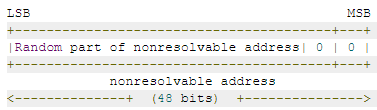 LSB                                                MSB
+--------------------------------------+---+---+
|Random part of nonresolvable address| 0 | 0 |
+--------------------------------------+---+---+
nonresolvable address
<--------------+  (48 bits)  +--------------->